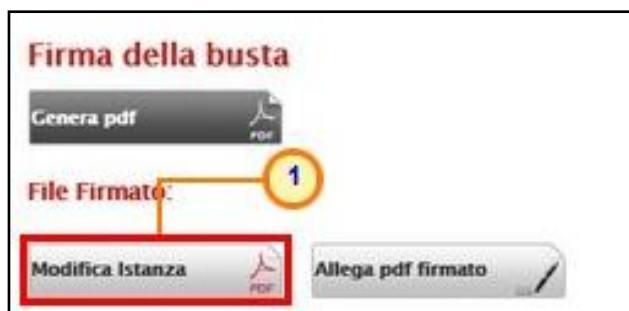 Firma della busta
Genera pdf
PDF
File Firmato:
1
Modifica Istanza
PDF
Allega pdf firmato